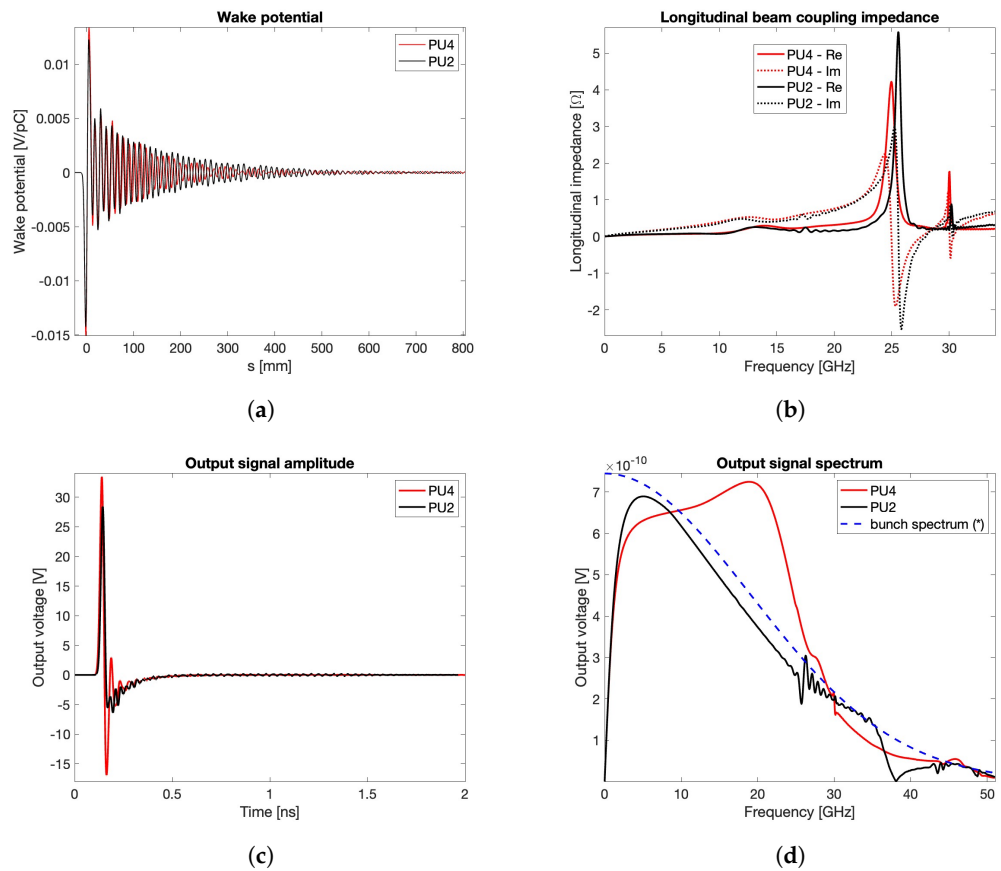 Wake potential
PU4
PU2
Wake potential [V/pC]
0.01
0.005
0
-0.005
-0.01
-0.015
0 100 200 300 400 500 600 700 800
s [mm]
(a)
Longitudinal beam coupling impedance
PU4 - Re
PU4 - Im
PU2 - Re
PU2 - Im
Longitudinal impedance [Ω]
5
4
3
2
1
0
-1
-2
0 5 10 15 20 25 30
Frequency [GHz]
(b)
Output signal amplitude
PU4
PU2
Output voltage [V]
30
25
20
15
10
5
0
-5
-10
-15
0 0.5 1 1.5 2
Time [ns]
(c)
Output signal spectrum
×10⁻¹⁰
PU4
PU2
bunch spectrum (*)
Output voltage [V]
7
6
5
4
3
2
1
0 10 20 30 40 50
Frequency [GHz]
(d)